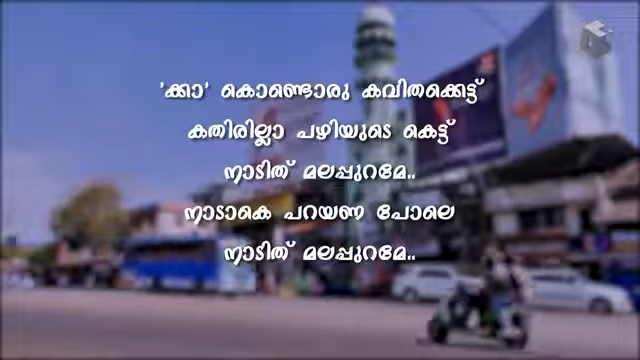 'ക്കാ' കൊണ്ടൊരു കവിതക്കെട്ട്
കതിരില്ലാ പഴിയുടെ കെട്ട്
നാടിത് മലപ്പുറമേ..
നാടാകെ പറയണ പോലെ
നാടിത് മലപ്പുറമേ..